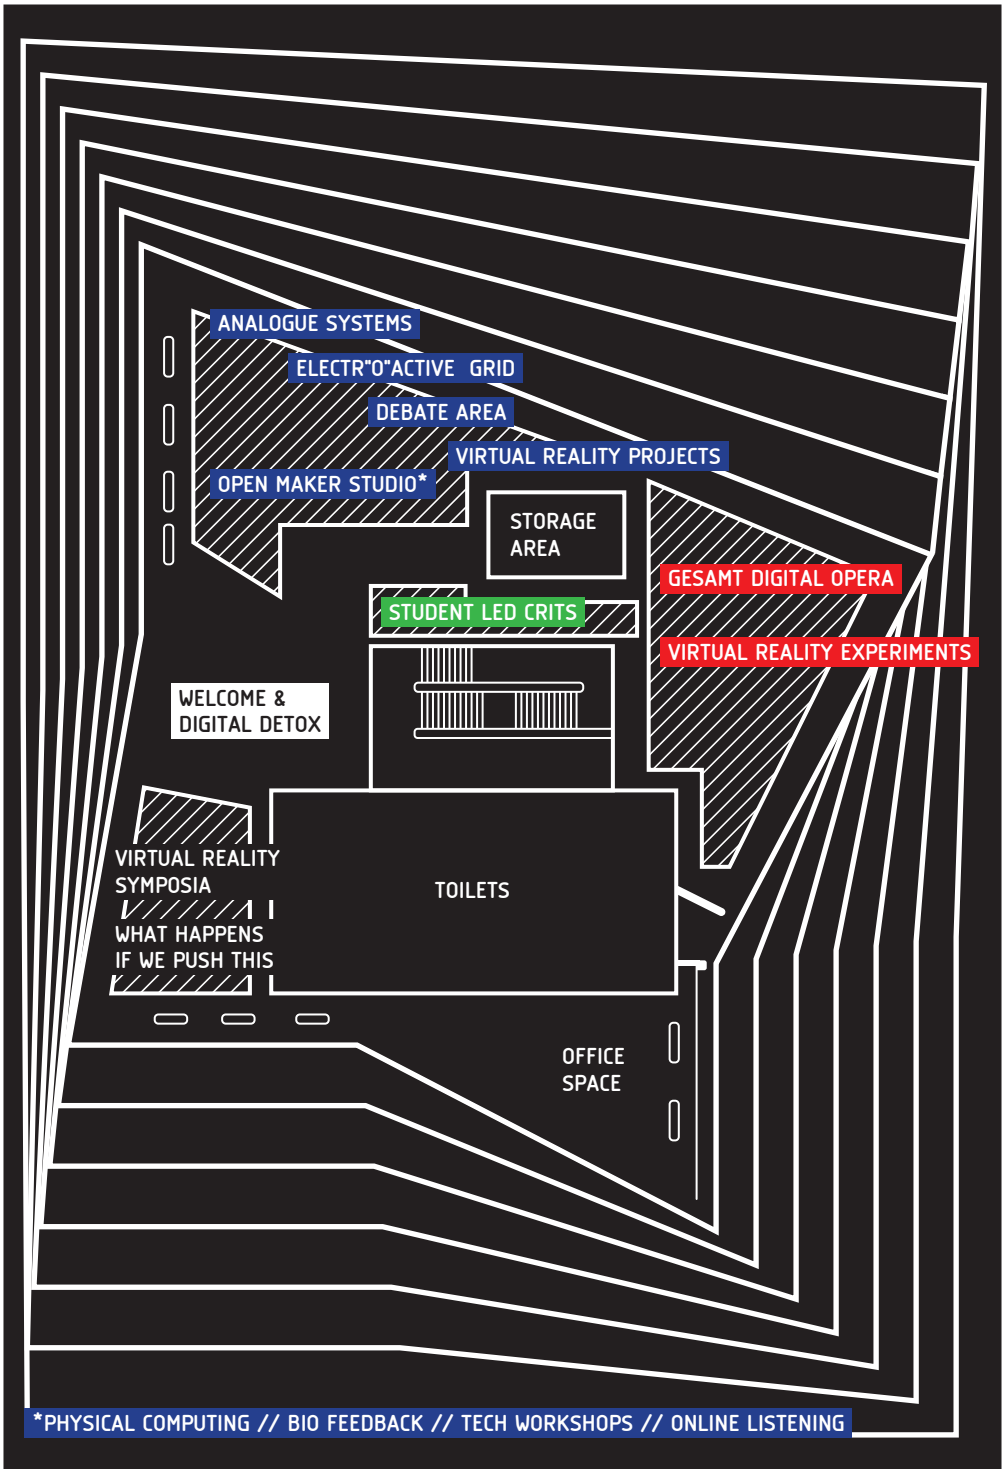 ANALOGUE SYSTEMS
ELECTR"O"ACTIVE GRID
DEBATE AREA
VIRTUAL REALITY PROJECTS
OPEN MAKER STUDIO*
STORAGE
AREA
GESAMT DIGITAL OPERA
STUDENT LED CRITS
VIRTUAL REALITY EXPERIMENTS
WELCOME &
DIGITAL DETOX
VIRTUAL REALITY
SYMPOSIA
TOILETS
WHAT HAPPENS
IF WE PUSH THIS
OFFICE
SPACE
*PHYSICAL COMPUTING // BIO FEEDBACK // TECH WORKSHOPS // ONLINE LISTENING